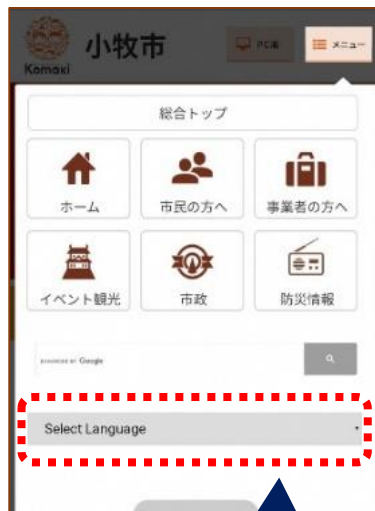 小牧市
Komaki
PC版
メニュー
総合トップ
ホーム
市民の方へ
事業者の方へ
イベント観光
市政
防災情報
POWERED BY Google
Select Language